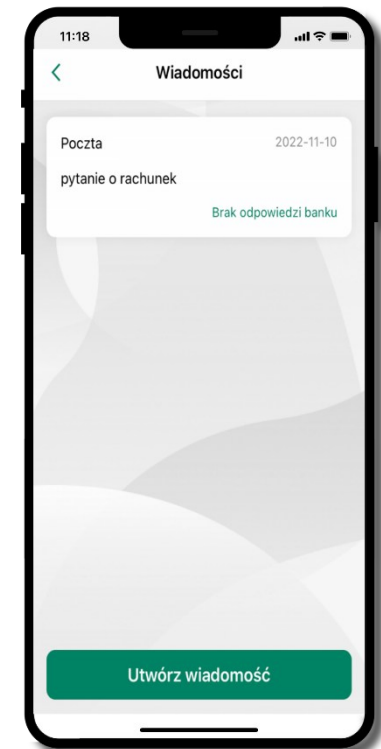 11:18
Wiadomości
Poczta 2022-11-10
pytanie o rachunek
Brak odpowiedzi banku
Utwórz wiadomość